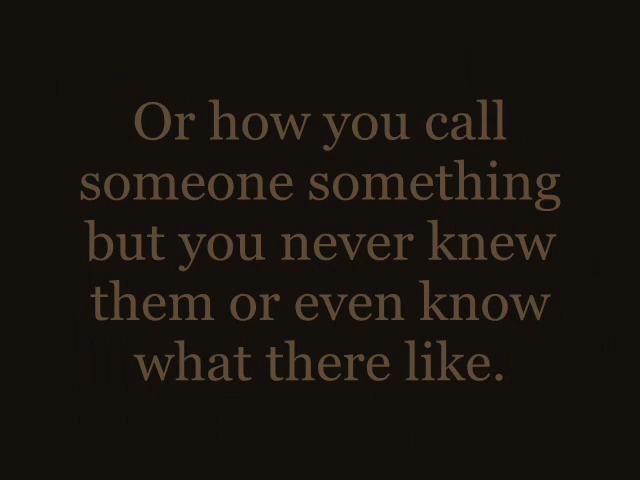 Or how you call
someone something
but you never knew
them or even know
what there like.